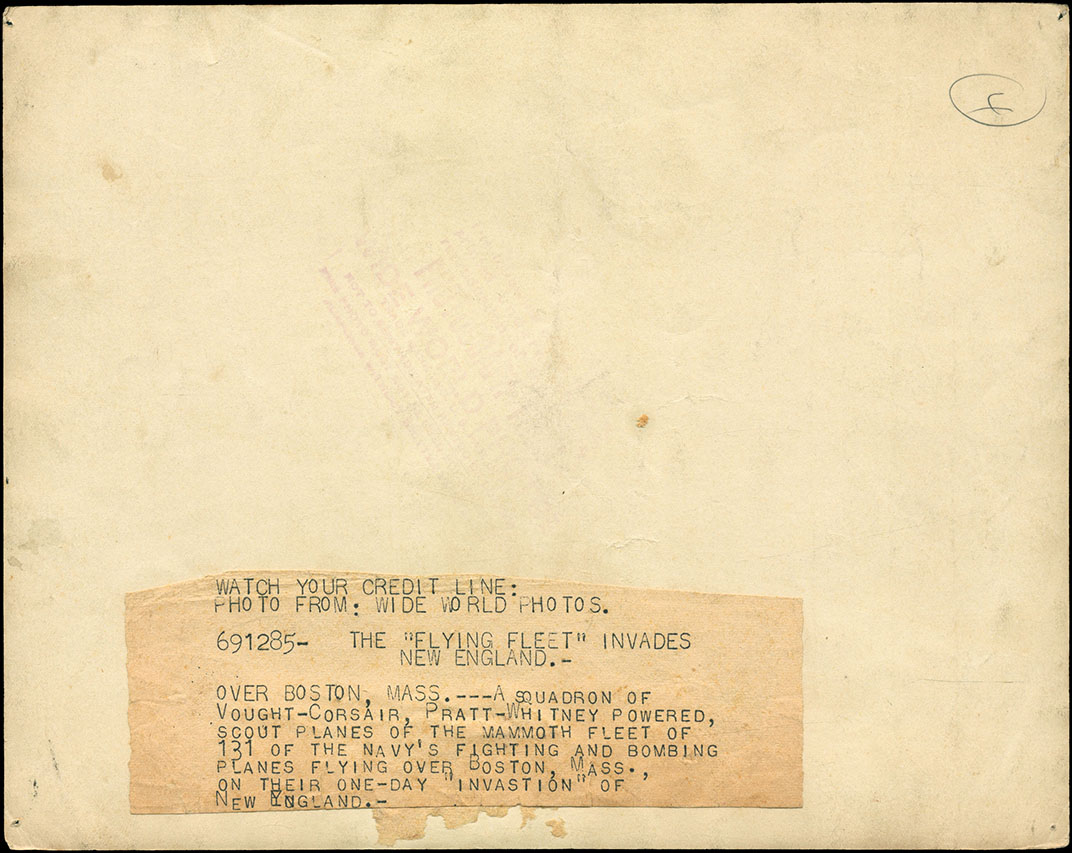 WATCH YOUR CREDIT LINE:
PHOTO FROM: WIDE WORLD PHOTOS.
691285- THE "FLYING FLEET" INVADES
NEW ENGLAND.-
OVER BOSTON, MASS.---A SQUADRON OF
VOUGHT-CORSAIR, PRATT-WHITNEY POWERED,
SCOUT PLANES OF THE MAMMOTH FLEET OF
131 OF THE NAVY'S FIGHTING AND BOMBING
PLANES FLYING OVER BOSTON, MASS.,
ON THEIR ONE-DAY "INVASTION" OF
NEW ENGLAND.-